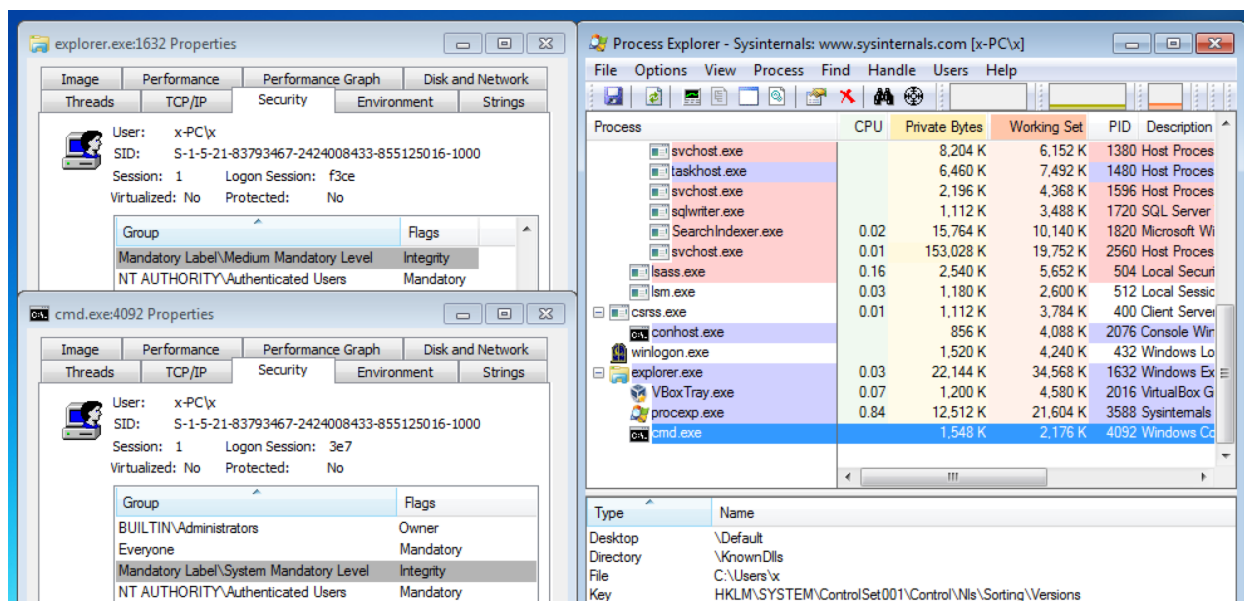 explorer.exe:1632 Properties
Image Performance Performance Graph Disk and Network
Threads TCP/IP Security Environment Strings
User: x-PC\x
SID: S-1-5-21-83793467-2424008433-855125016-1000
Session: 1 Logon Session: f3ce
Virtualized: No Protected: No
Group Flags
Mandatory Label\Medium Mandatory Level Integrity
NT AUTHORITY\Authenticated Users Mandatory
cmd.exe:4092 Properties
Image Performance Performance Graph Disk and Network
Threads TCP/IP Security Environment Strings
User: x-PC\x
SID: S-1-5-21-83793467-2424008433-855125016-1000
Session: 1 Logon Session: 3e7
Virtualized: No Protected: No
Group Flags
BUILTIN\Administrators Owner
Everyone Mandatory
Mandatory Label\System Mandatory Level Integrity
NT AUTHORITY\Authenticated Users Mandatory
Process Explorer - Sysinternals: www.sysinternals.com [x-PC\x]
File Options View Process Find Handle Users Help
Process CPU Private Bytes Working Set PID Description
svchost.exe 8,204 K 6,152 K 1380 Host Proces
taskhost.exe 6,460 K 7,492 K 1480 Host Proces
svchost.exe 2,196 K 4,368 K 1596 Host Proces
sqlwriter.exe 1,112 K 3,488 K 1720 SQL Server
SearchIndexer.exe 0.02 15,764 K 10,140 K 1820 Microsoft Wi
svchost.exe 0.01 153,028 K 19,752 K 2560 Host Proces
lsass.exe 0.16 2,540 K 5,652 K 504 Local Securi
lsm.exe 0.03 1,180 K 2,600 K 512 Local Sessic
csrss.exe 0.01 1,112 K 3,784 K 400 Client Server
conhost.exe 856 K 4,088 K 2076 Console Win
winlogon.exe 1,520 K 4,240 K 432 Windows Lo
explorer.exe 0.03 22,144 K 34,568 K 1632 Windows Ex
VBoxTray.exe 0.07 1,200 K 4,580 K 2016 VirtualBox G
procexp.exe 0.84 12,512 K 21,604 K 3588 Sysinternals
cmd.exe 1,548 K 2,176 K 4092 Windows Co
Type Name
Desktop \Default
Directory \KnownDlls
File C:\Users\x
Key HKLM\SYSTEM\ControlSet001\Control\Nls\Sorting\Versions